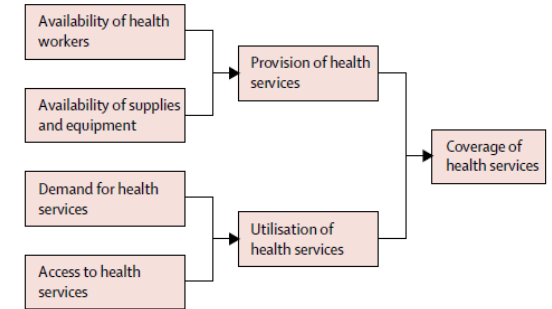 Availability of health
workers
Availability of supplies
and equipment
Demand for health
services
Access to health
services
Provision of health
services
Utilisation of
health services
Coverage of
health services